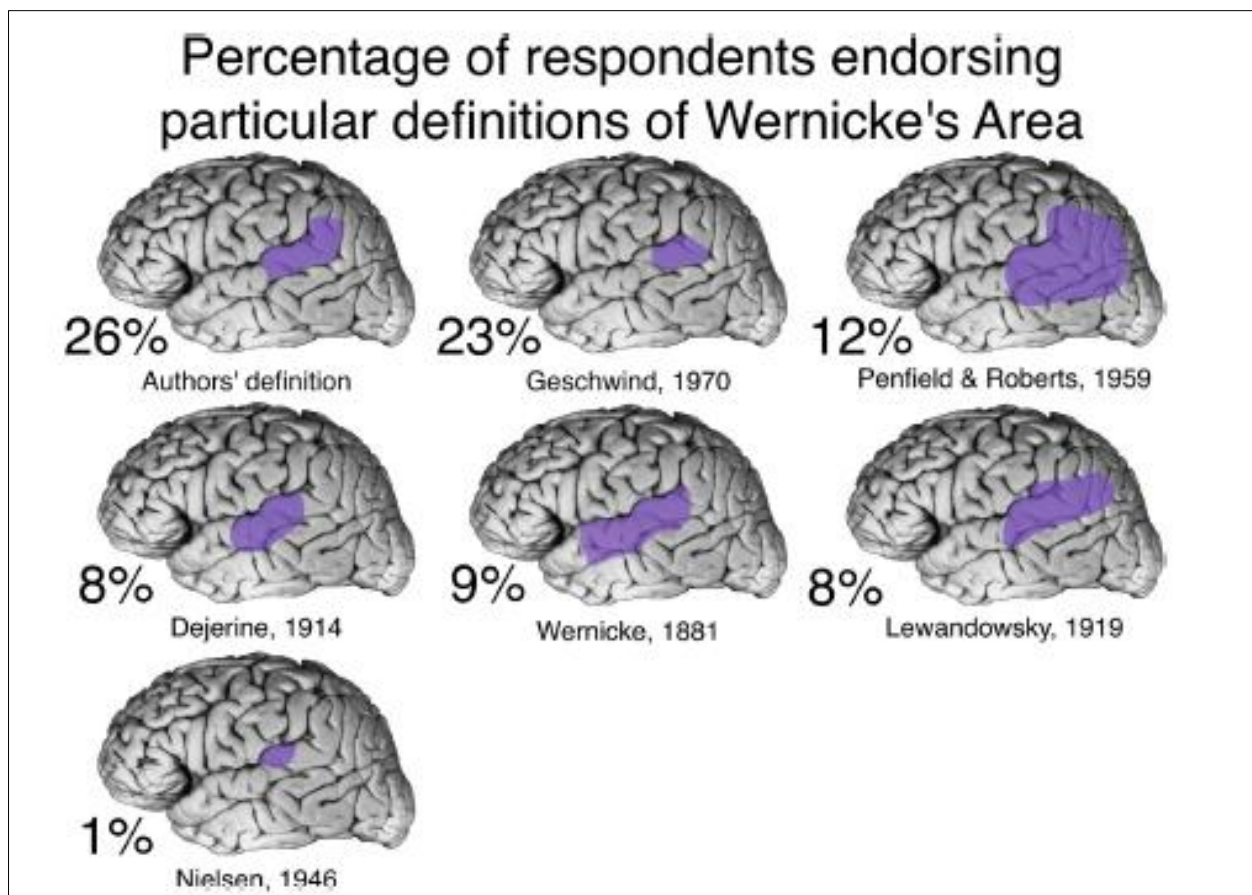 Percentage of respondents endorsing
particular definitions of Wernicke's Area
26%
Authors' definition
23%
Geschwind, 1970
12%
Penfield & Roberts, 1959
8%
Dejerine, 1914
9%
Wernicke, 1881
8%
Lewandowsky, 1919
1%
Nielsen, 1946